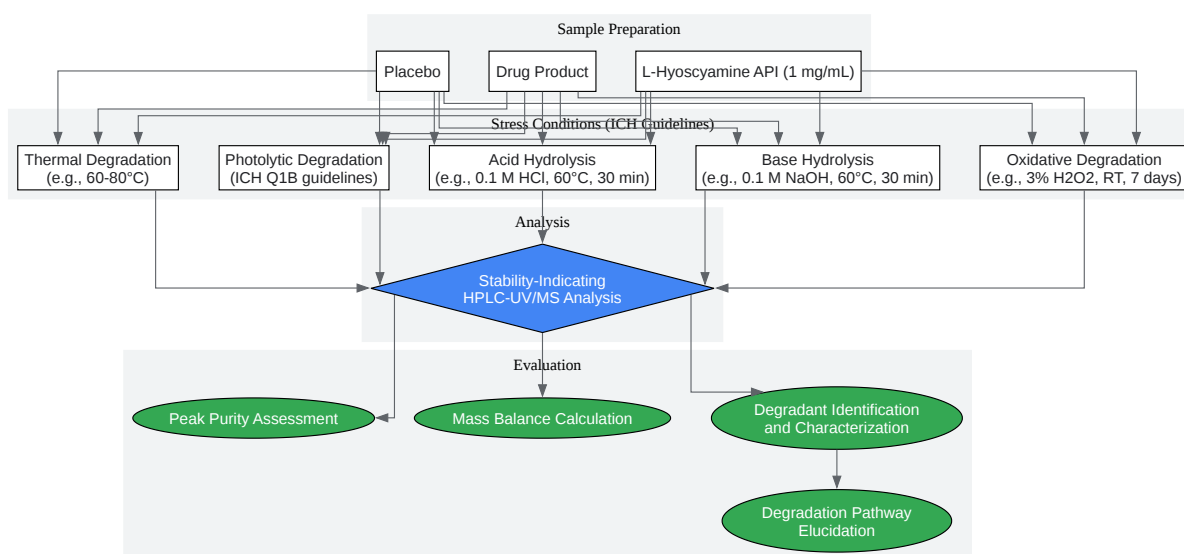 Sample Preparation
Placebo
Drug Product
L-Hyoscyamine API (1 mg/mL)
Stress Conditions (ICH Guidelines)
Thermal Degradation
(e.g., 60-80°C)
Photolytic Degradation
(ICH Q1B guidelines)
Acid Hydrolysis
(e.g., 0.1 M HCl, 60°C, 30 min)
Base Hydrolysis
(e.g., 0.1 M NaOH, 60°C, 30 min)
Oxidative Degradation
(e.g., 3% H2O2, RT, 7 days)
Analysis
Stability-Indicating
HPLC-UV/MS Analysis
Evaluation
Peak Purity Assessment
Mass Balance Calculation
Degradant Identification
and Characterization
Degradation Pathway
Elucidation